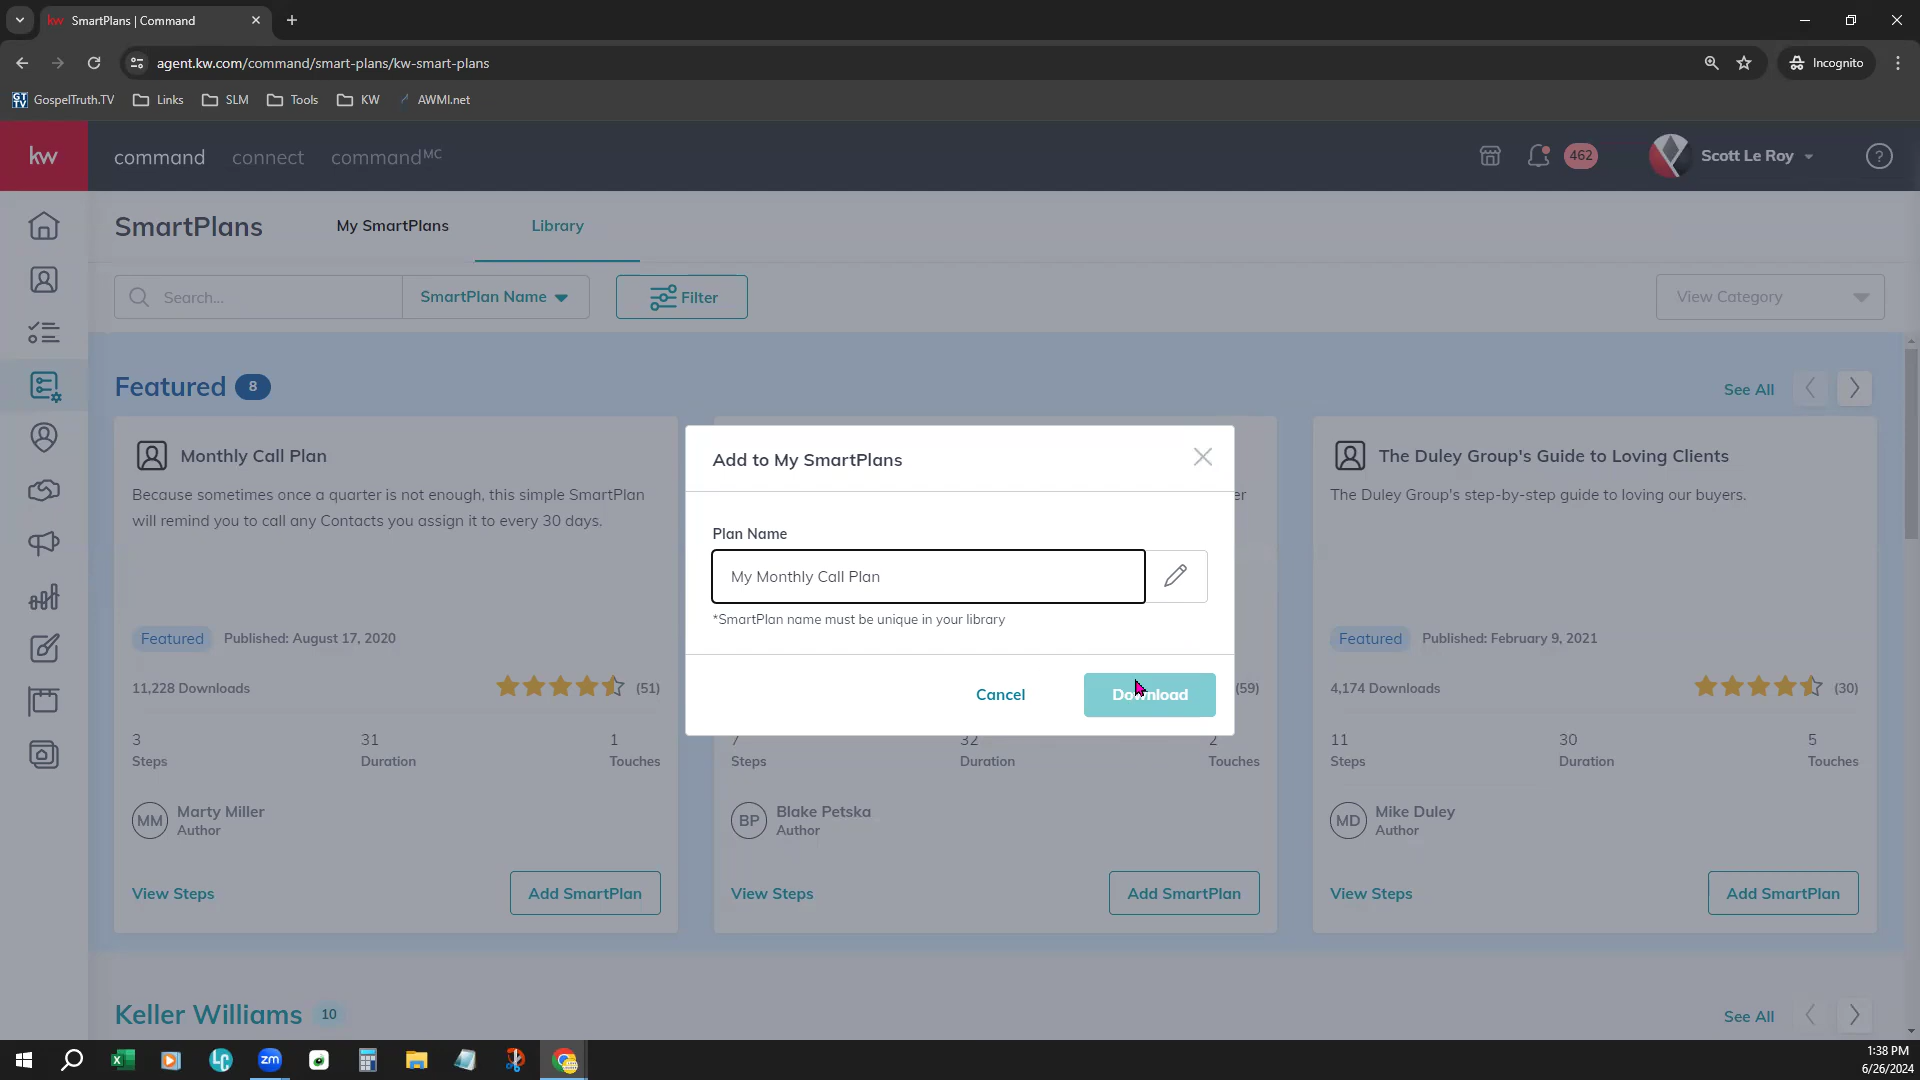 SmartPlans | Command
agent.kw.com/command/smart-plans/kw-smart-plans
Incognito
GT
TV
GospelTruth.TV
Links
SLM
Tools
KW
AWMI.net
kw
command
connect
commandMC
462
Scott Le Roy
SmartPlans
My SmartPlans
Library
Search...
SmartPlan Name
Filter
View Category
Featured 8
See All
Monthly Call Plan
Because sometimes once a quarter is not enough, this simple SmartPlan
will remind you to call any Contacts you assign it to every 30 days.
Featured
Published: August 17, 2020
11,228 Downloads
(51)
3
31
1
Steps
Duration
Touches
MM
Marty Miller
Author
View Steps
Add SmartPlan
er
(59)
7
32
2
Steps
Duration
Touches
BP
Blake Petska
Author
View Steps
Add SmartPlan
The Duley Group's Guide to Loving Clients
The Duley Group's step-by-step guide to loving our buyers.
Featured
Published: February 9, 2021
4,174 Downloads
(30)
11
30
5
Steps
Duration
Touches
MD
Mike Duley
Author
View Steps
Add SmartPlan
Add to My SmartPlans
Plan Name
My Monthly Call Plan
*SmartPlan name must be unique in your library
Cancel
Download
Keller Williams 10
See All
LC
zm
1:38 PM
6/26/2024